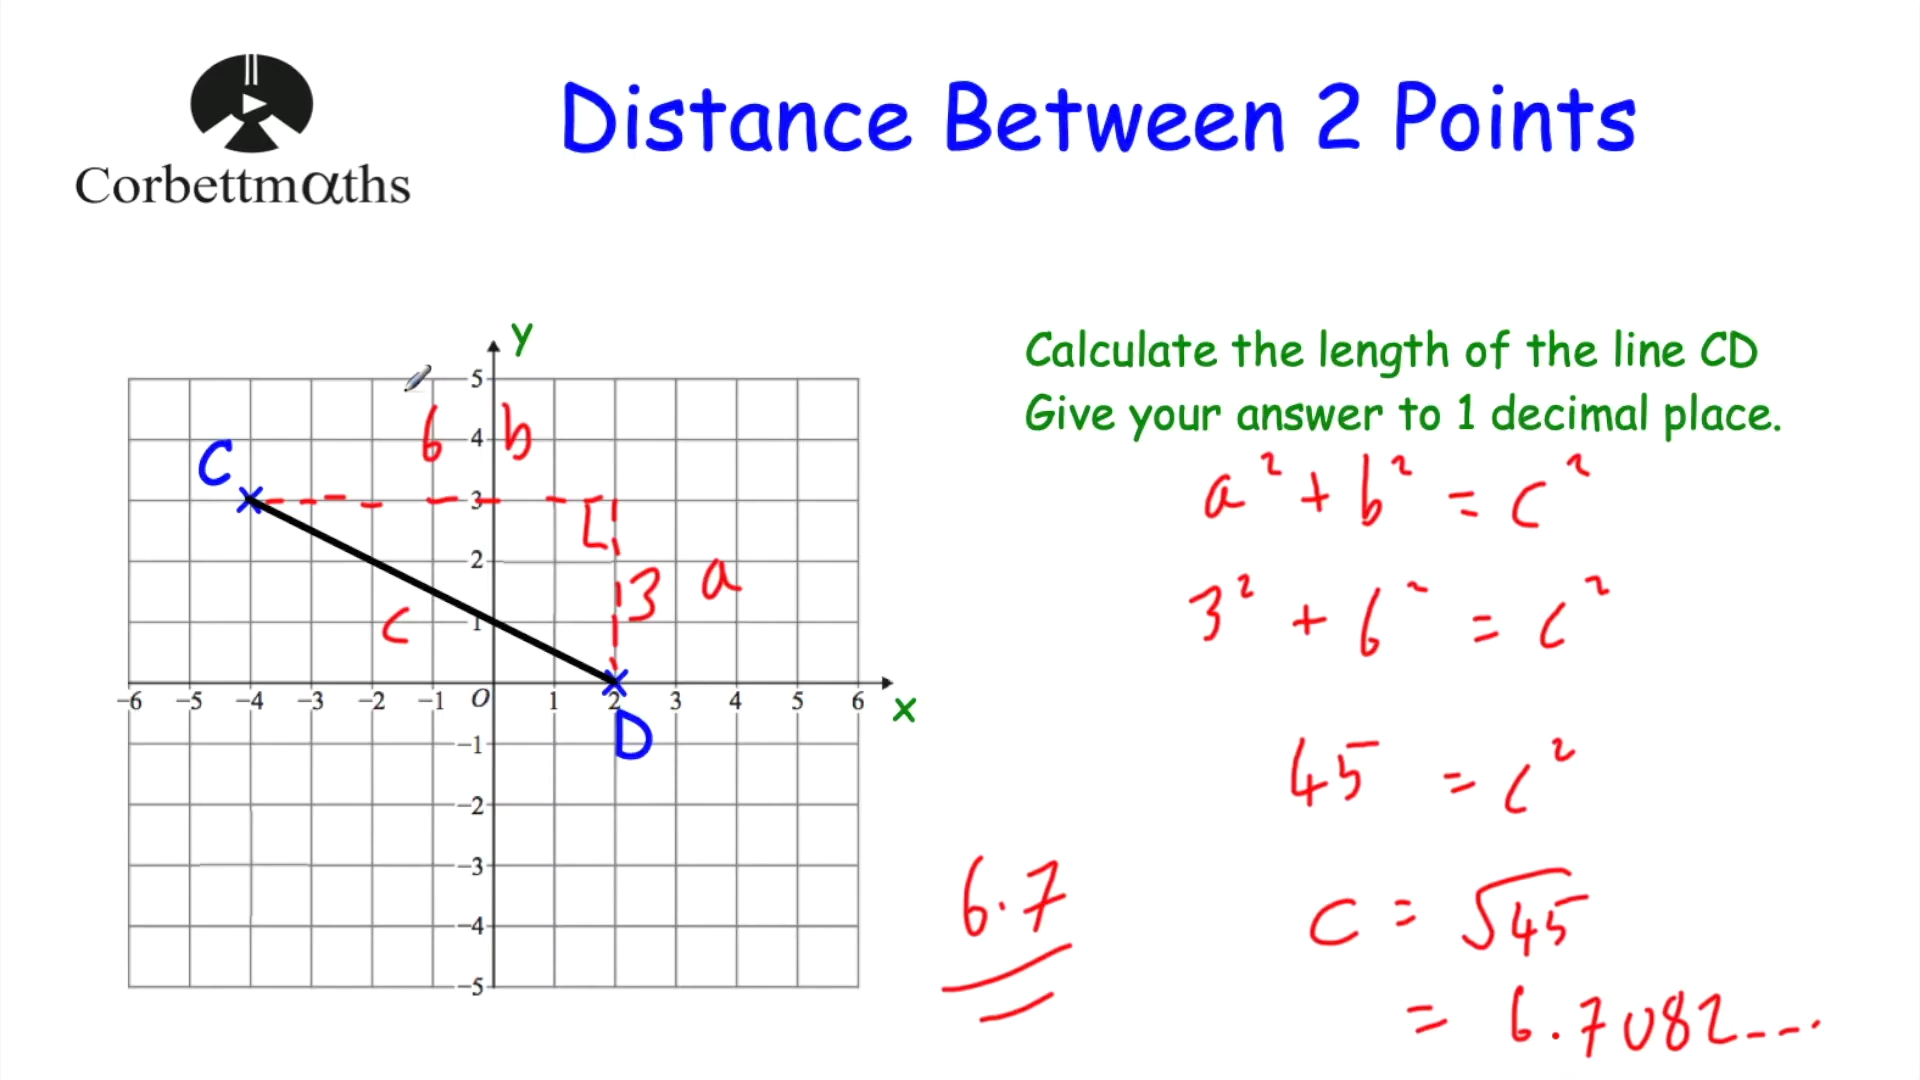 Corbettmαths
Distance Between 2 Points
y
5
6 4 b
C
3
2
3 a
c 1
-6 -5 -4 -3 -2 -1 O 1 2 3 4 5 6 x
D
-1
-2
-3
-4
-5
Calculate the length of the line CD
Give your answer to 1 decimal place.
a² + b² = c²
3² + 6² = c²
45 = c²
c = √45
= 6.7082....
6.7